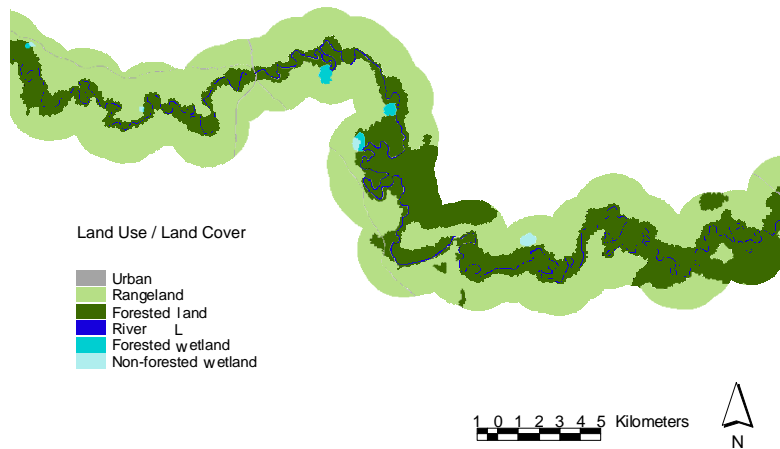 Land Use / Land Cover
Urban
Rangeland
Forested land
River L
Forested wetland
Non-forested wetland
1 0 1 2 3 4 5 Kilometers
N